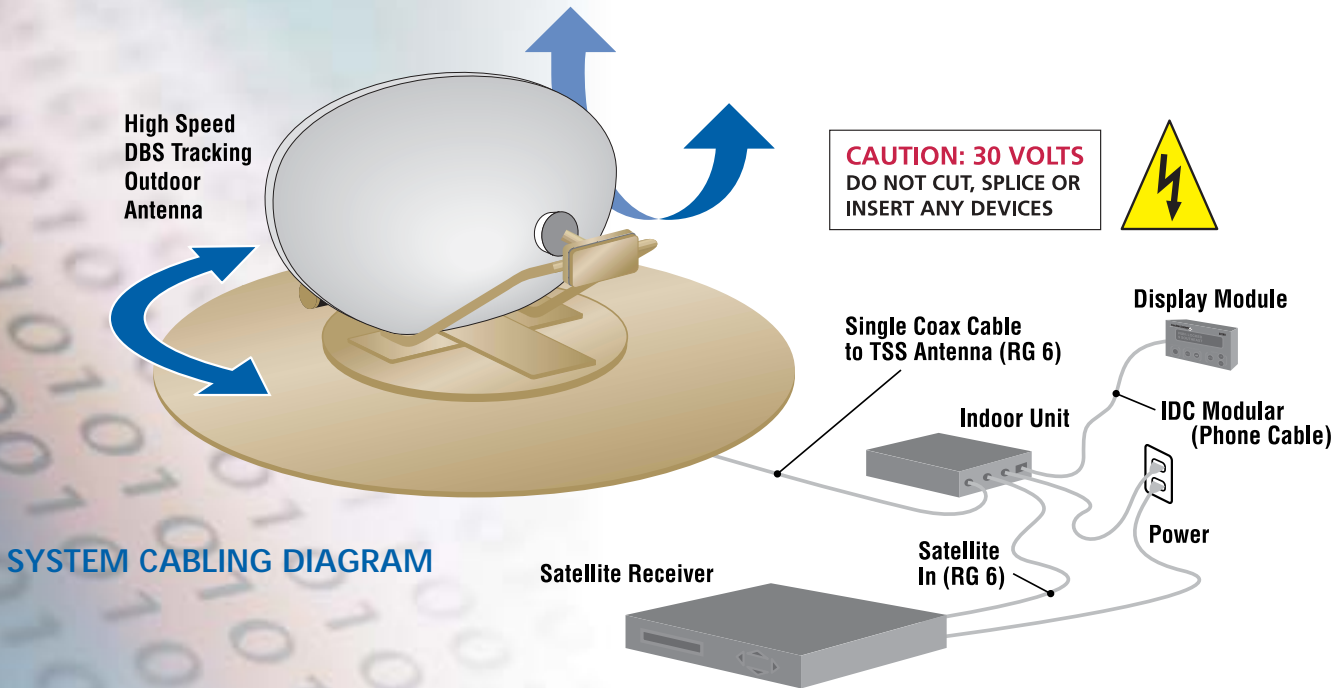 High Speed
DBS Tracking
Outdoor
Antenna
CAUTION: 30 VOLTS
DO NOT CUT, SPLICE OR
INSERT ANY DEVICES
Display Module
Single Coax Cable
to TSS Antenna (RG 6)
Indoor Unit
IDC Modular
(Phone Cable)
Power
SYSTEM CABLING DIAGRAM
Satellite Receiver
Satellite
In (RG 6)